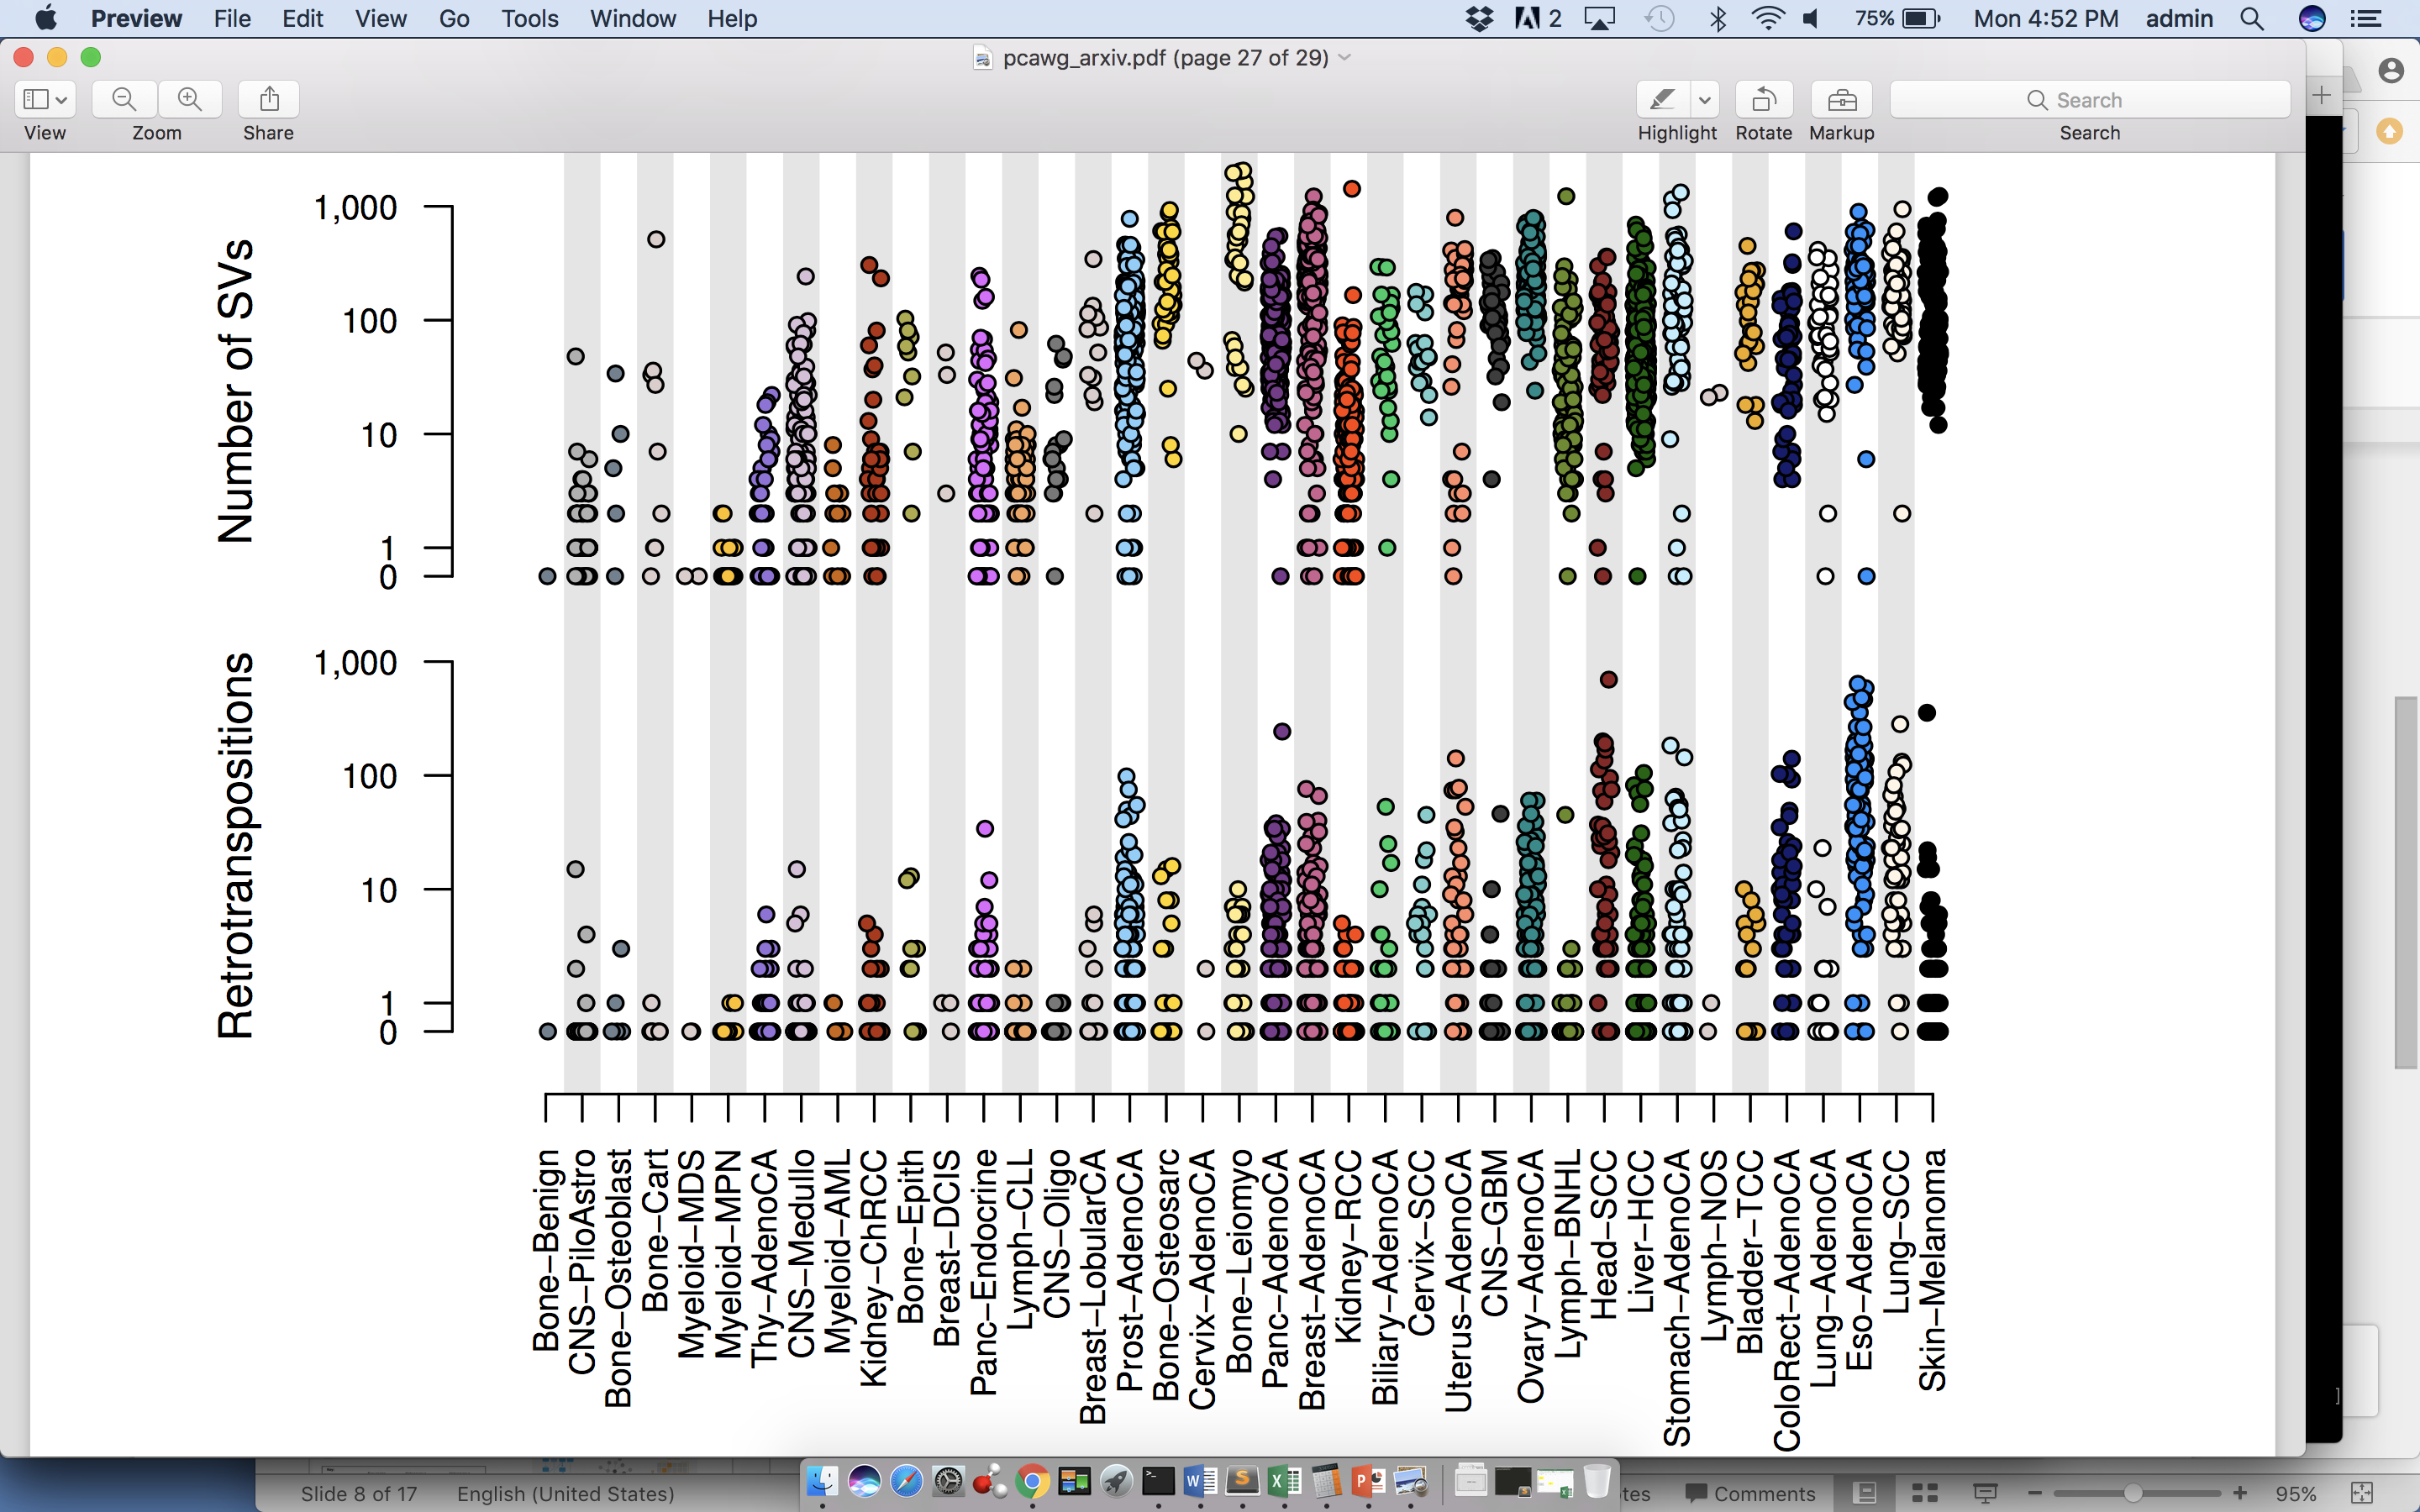 Preview File Edit View Go Tools Window Help 2 75% Mon 4:52 PM admin
pcawg_arxiv.pdf (page 27 of 29)
Search
View Zoom Share Highlight Rotate Markup Search
Number of SVs
1,000
100
10
1
0
Retrotranspositions
1,000
100
10
1
0
Bone−Benign
CNS−PiloAstro
Bone−Osteoblast
Bone−Cart
Myeloid−MDS
Myeloid−MPN
Thy−AdenoCA
CNS−Medullo
Myeloid−AML
Kidney−ChRCC
Bone−Epith
Breast−DCIS
Panc−Endocrine
Lymph−CLL
CNS−Oligo
Breast−LobularCA
Prost−AdenoCA
Bone−Osteosarc
Cervix−AdenoCA
Bone−Leiomyo
Panc−AdenoCA
Breast−AdenoCA
Kidney−RCC
Biliary−AdenoCA
Cervix−SCC
Uterus−AdenoCA
CNS−GBM
Ovary−AdenoCA
Lymph−BNHL
Head−SCC
Liver−HCC
Stomach−AdenoCA
Lymph−NOS
Bladder−TCC
ColoRect−AdenoCA
Lung−AdenoCA
Eso−AdenoCA
Lung−SCC
Skin−Melanoma
Slide 8 of 17 English (United States) tes Comments 95%